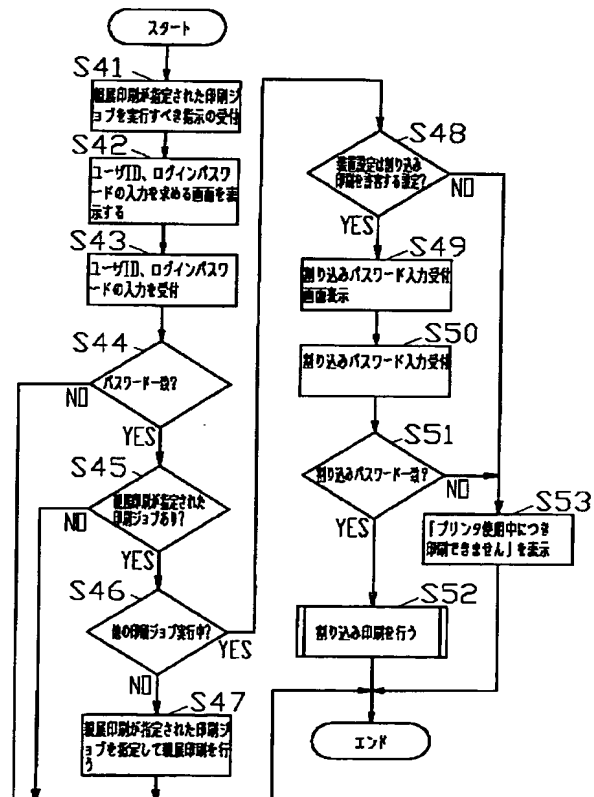 スタート
S41
親展印刷が指定された印刷ジ
ョブを実行すべき指示の受付
S42
ユーザID、ログインパスワ
ードの入力を求める画面を表
示する
S43
ユーザID、ログインパスワ
ードの入力を受付
S44
パスワード一致?
NO
YES
S45
親展印刷が指定された
印刷ジョブあり?
NO
YES
S46
他の印刷ジョブ実行中?
YES
NO
S47
親展印刷が指定された印刷ジ
ョブを指定して親展印刷を行
う
S48
装置設定は割り込み
印刷を許容する設定?
NO
YES
S49
割り込みパスワード入力受付
画面表示
S50
割り込みパスワード入力受付
S51
割り込みパスワード一致?
NO
YES
S53
「プリンタ使用中につき
印刷できません」を表示
S52
割り込み印刷を行う
エンド